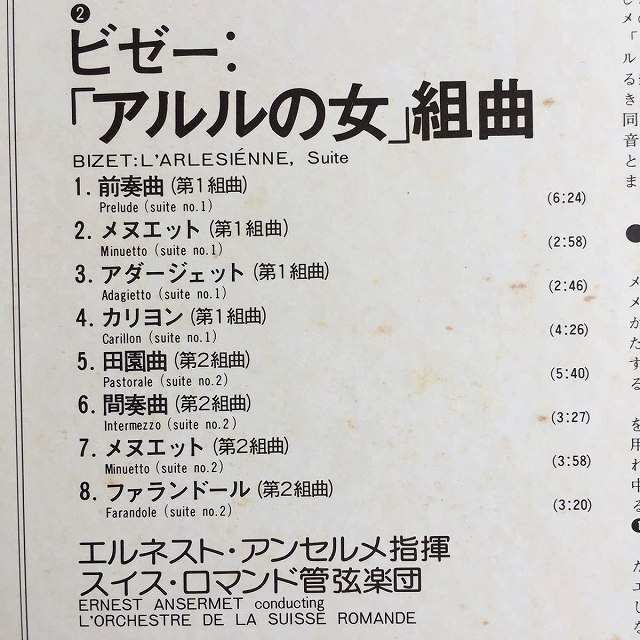 ❷
ビゼー:
「アルルの女」組曲
BIZET:L'ARLESIÉNNE, Suite
1. 前奏曲(第1組曲)
Prelude (suite no.1) (6:24)
2. メヌエット(第1組曲)
Minuetto (suite no.1) (2:58)
3. アダージェット(第1組曲)
Adagietto (suite no.1) (2:46)
4. カリヨン(第1組曲)
Carillon (suite no.1) (4:26)
5. 田園曲(第2組曲)
Pastorale (suite no.2) (5:40)
6. 間奏曲(第2組曲)
Intermezzo (suite no.2) (3:27)
7. メヌエット(第2組曲)
Minuetto (suite no.2) (3:58)
8. ファランドール(第2組曲)
Farandole (suite no.2) (3:20)
エルネスト・アンセルメ指揮
スイス・ロマンド管弦楽団
ERNEST ANSERMET conducting
L'ORCHESTRE DE LA SUISSE ROMANDE